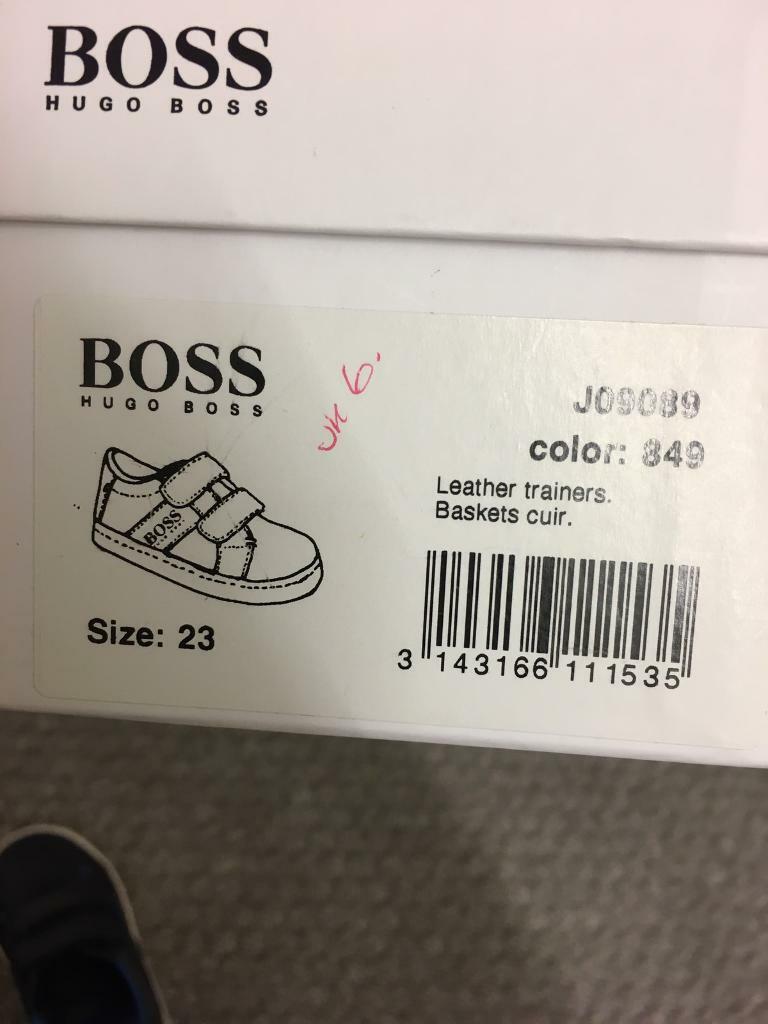 BOSS
HUGO BOSS
BOSS
HUGO BOSS
UK 6.
J09089
color: 849
Leather trainers.
Baskets cuir.
BOSS
Size: 23
3 143166 111535